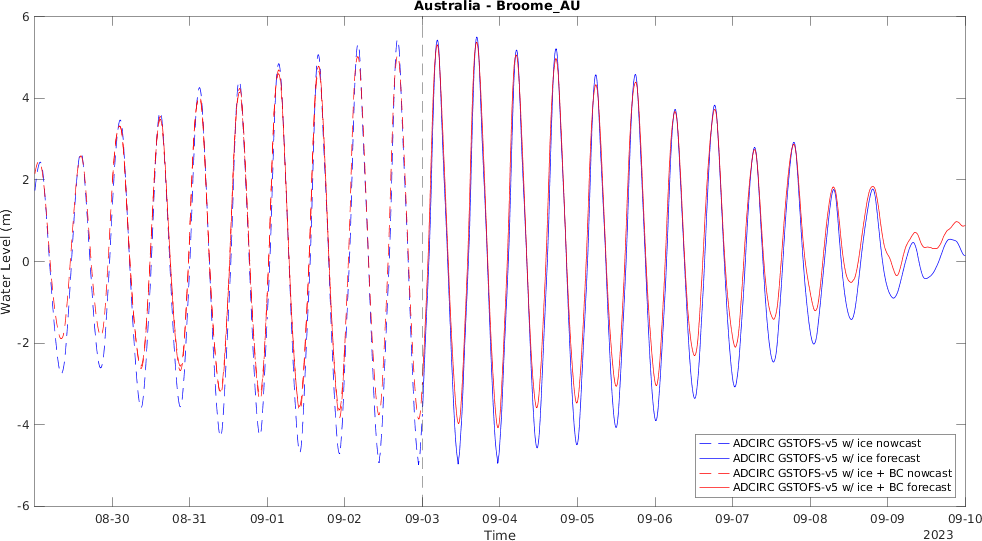 Australia - Broome_AU
Water Level (m)
6
4
2
0
-2
-4
-6
08-30
08-31
09-01
09-02
09-03
09-04
09-05
09-06
09-07
09-08
09-09
09-10
Time
2023
ADCIRC GSTOFS-v5 w/ ice nowcast
ADCIRC GSTOFS-v5 w/ ice forecast
ADCIRC GSTOFS-v5 w/ ice + BC nowcast
ADCIRC GSTOFS-v5 w/ ice + BC forecast